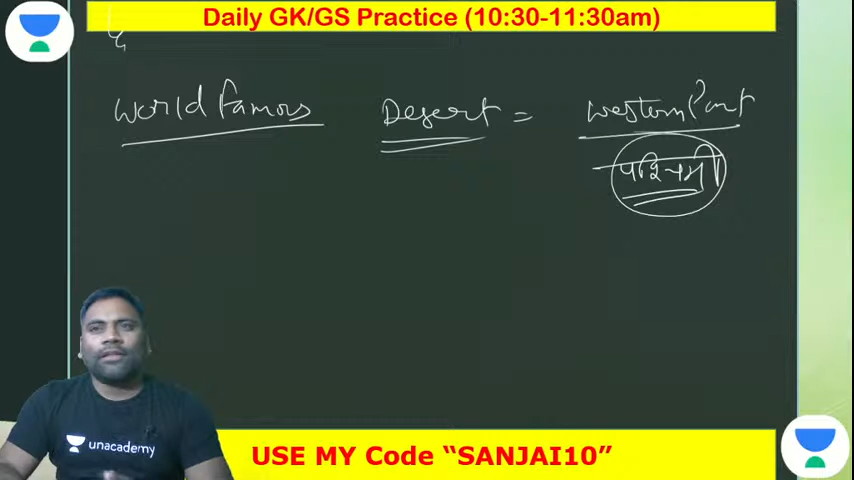 Daily GK/GS Practice (10:30-11:30am)
World Famous Desert = Western Part
पश्चिमी
unacademy
USE MY Code “SANJAI10”